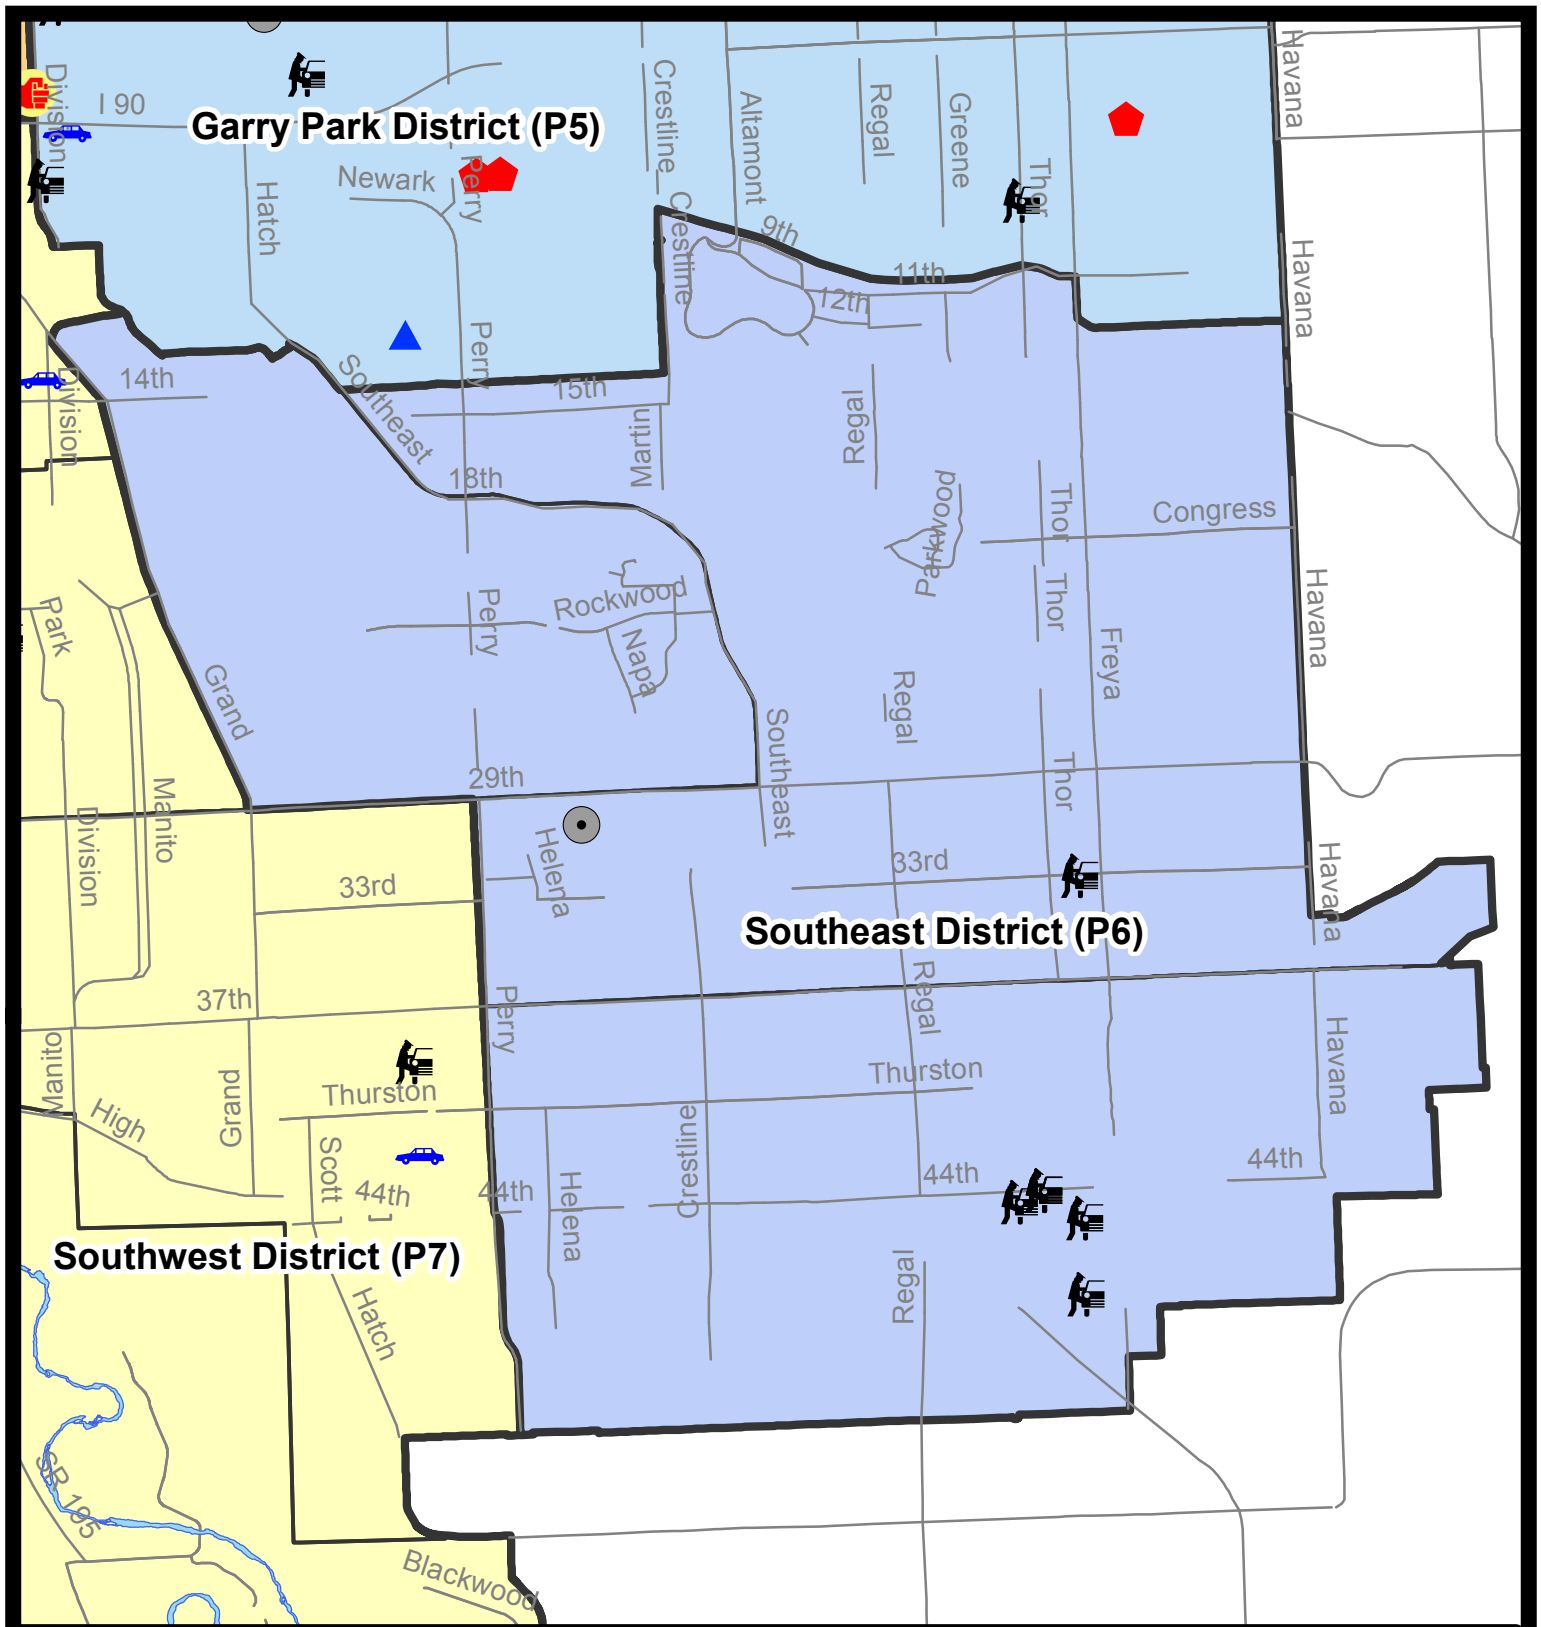 Havana
Division
I 90
Garry Park District (P5)
Crestline
Altamont
Regal
Greene
Hatch
Newark
Perry
Thor
Crestline
9th
11th
12th
Havana
Perry
Southeast
15th
14th
Division
Martin
Regal
18th
Parkwood
Thor
Congress
Rockwood
Perry
Napa
Thor
Havana
Park
Grand
Freya
Regal
Southeast
29th
Thor
Manito
Division
Helena
33rd
33rd
Havana
Southeast District (P6)
37th
Perry
Regal
Manito
Grand
High
Thurston
Thurston
Havana
Scott
44th
44th
Helena
Crestline
44th
44th
Southwest District (P7)
Hatch
Regal
SR 195
Blackwood